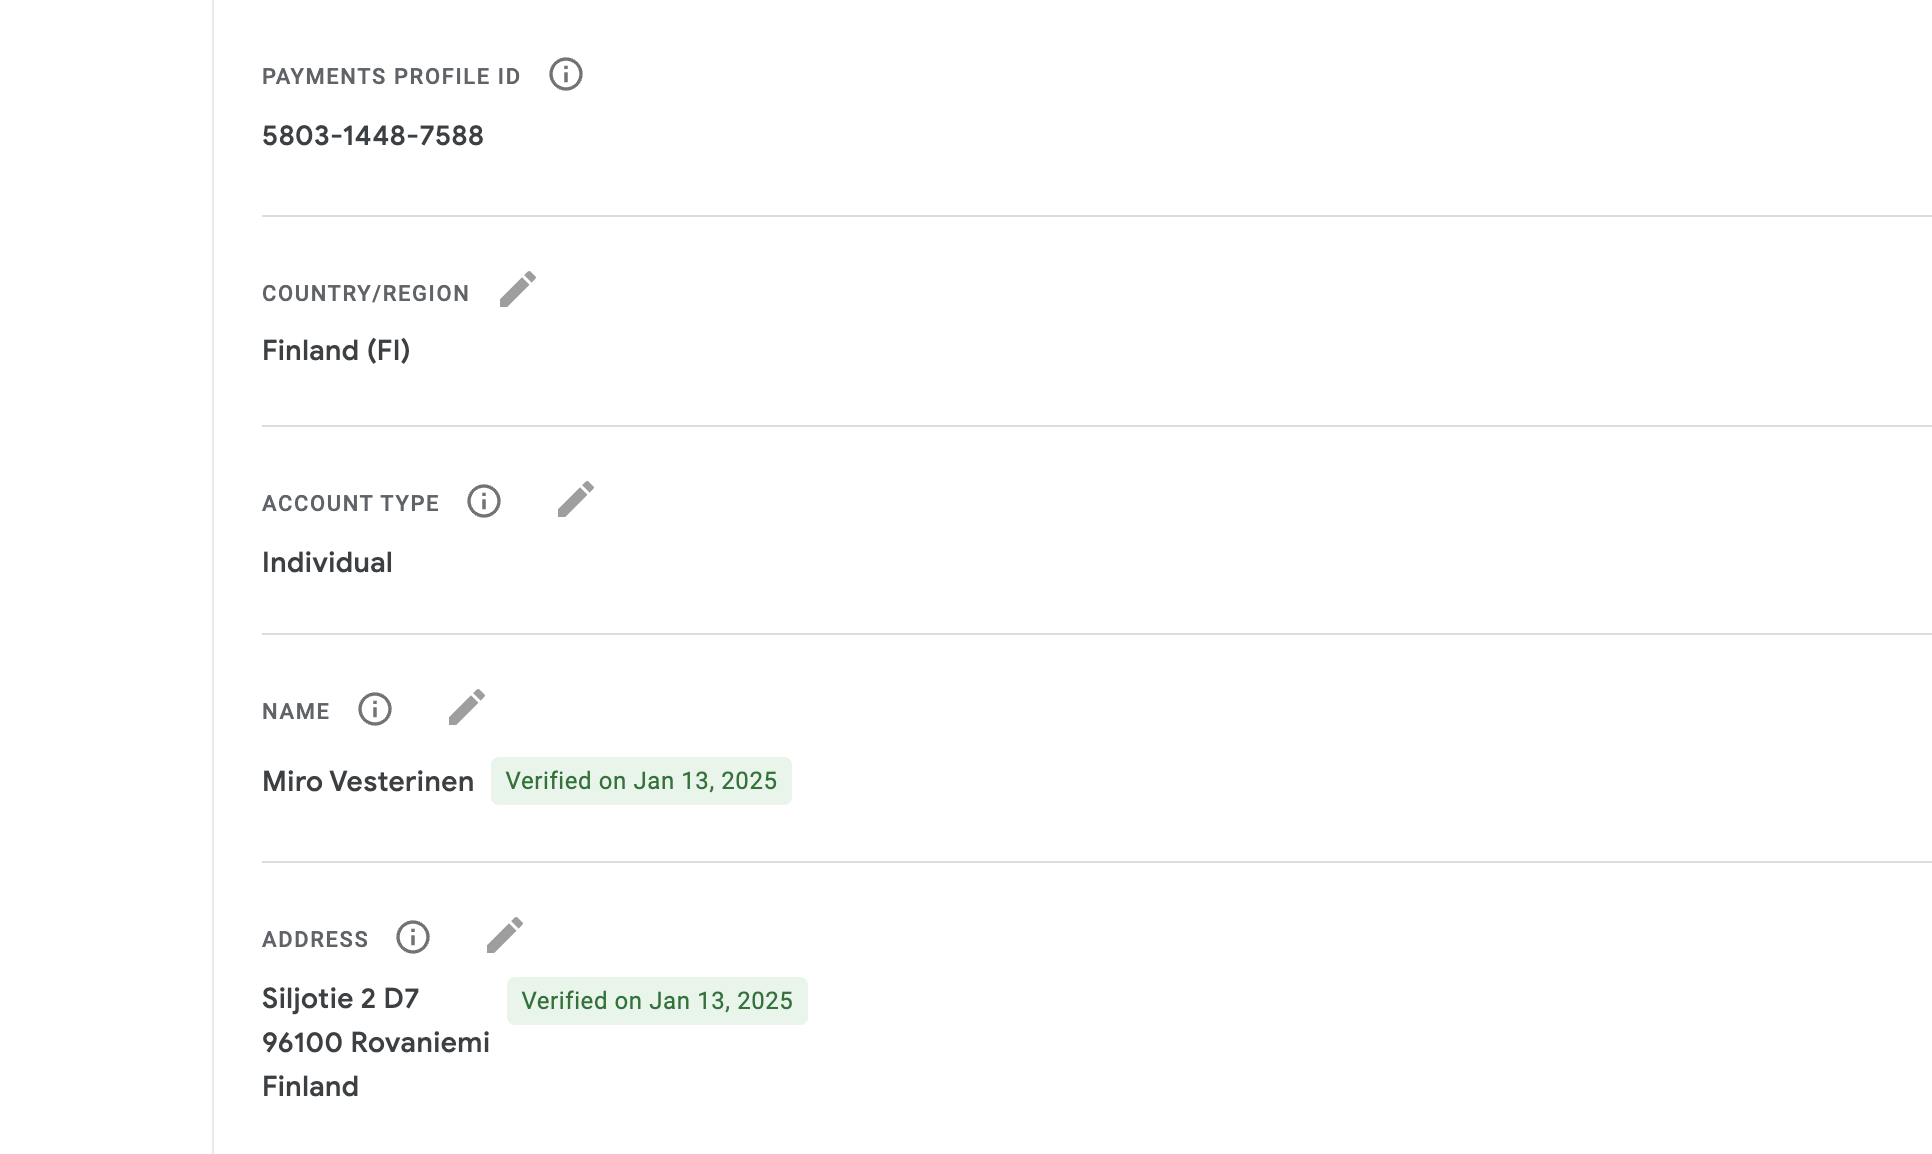 PAYMENTS PROFILE ID
5803-1448-7588
COUNTRY/REGION
Finland (FI)
ACCOUNT TYPE
Individual
NAME
Miro Vesterinen Verified on Jan 13, 2025
ADDRESS
Siljotie 2 D7 Verified on Jan 13, 2025
96100 Rovaniemi
Finland